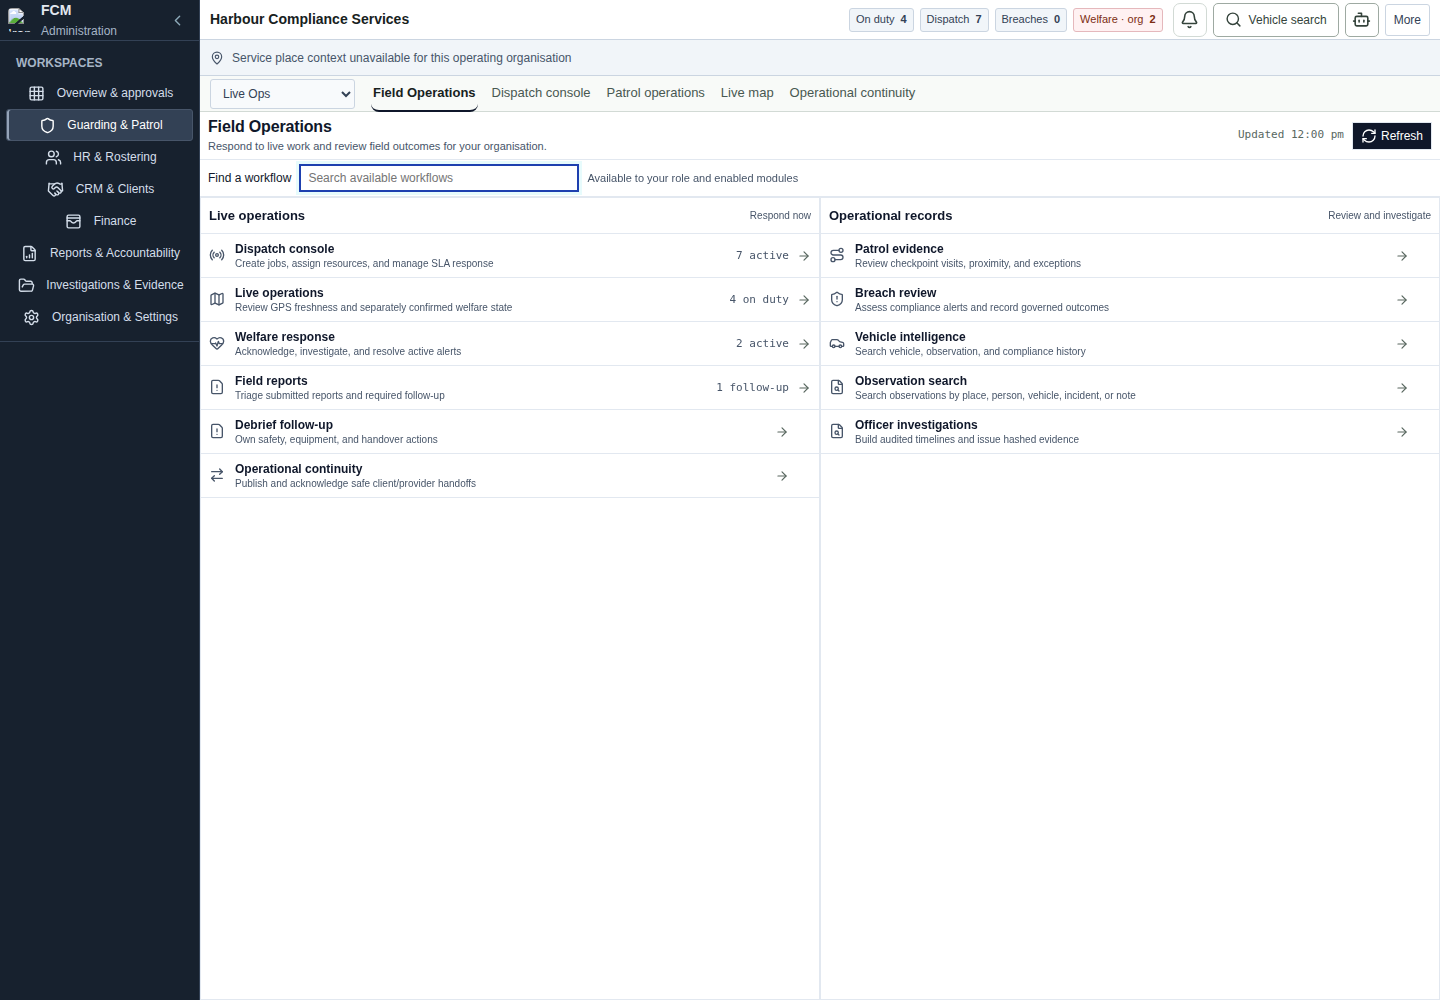 FCM
Administration
WORKSPACES
Overview & approvals
Guarding & Patrol
HR & Rostering
CRM & Clients
Finance
Reports & Accountability
Investigations & Evidence
Organisation & Settings
Harbour Compliance Services
On duty 4
Dispatch 7
Breaches 0
Welfare · org 2
Vehicle search
More
Service place context unavailable for this operating organisation
Live Ops
Field Operations
Dispatch console
Patrol operations
Live map
Operational continuity
Field Operations
Respond to live work and review field outcomes for your organisation.
Updated 12:00 pm
Refresh
Find a workflow
Search available workflows
Available to your role and enabled modules
Live operations
Respond now
Dispatch console
Create jobs, assign resources, and manage SLA response
7 active
Live operations
Review GPS freshness and separately confirmed welfare state
4 on duty
Welfare response
Acknowledge, investigate, and resolve active alerts
2 active
Field reports
Triage submitted reports and required follow-up
1 follow-up
Debrief follow-up
Own safety, equipment, and handover actions
Operational continuity
Publish and acknowledge safe client/provider handoffs
Operational records
Review and investigate
Patrol evidence
Review checkpoint visits, proximity, and exceptions
Breach review
Assess compliance alerts and record governed outcomes
Vehicle intelligence
Search vehicle, observation, and compliance history
Observation search
Search observations by place, person, vehicle, incident, or note
Officer investigations
Build audited timelines and issue hashed evidence